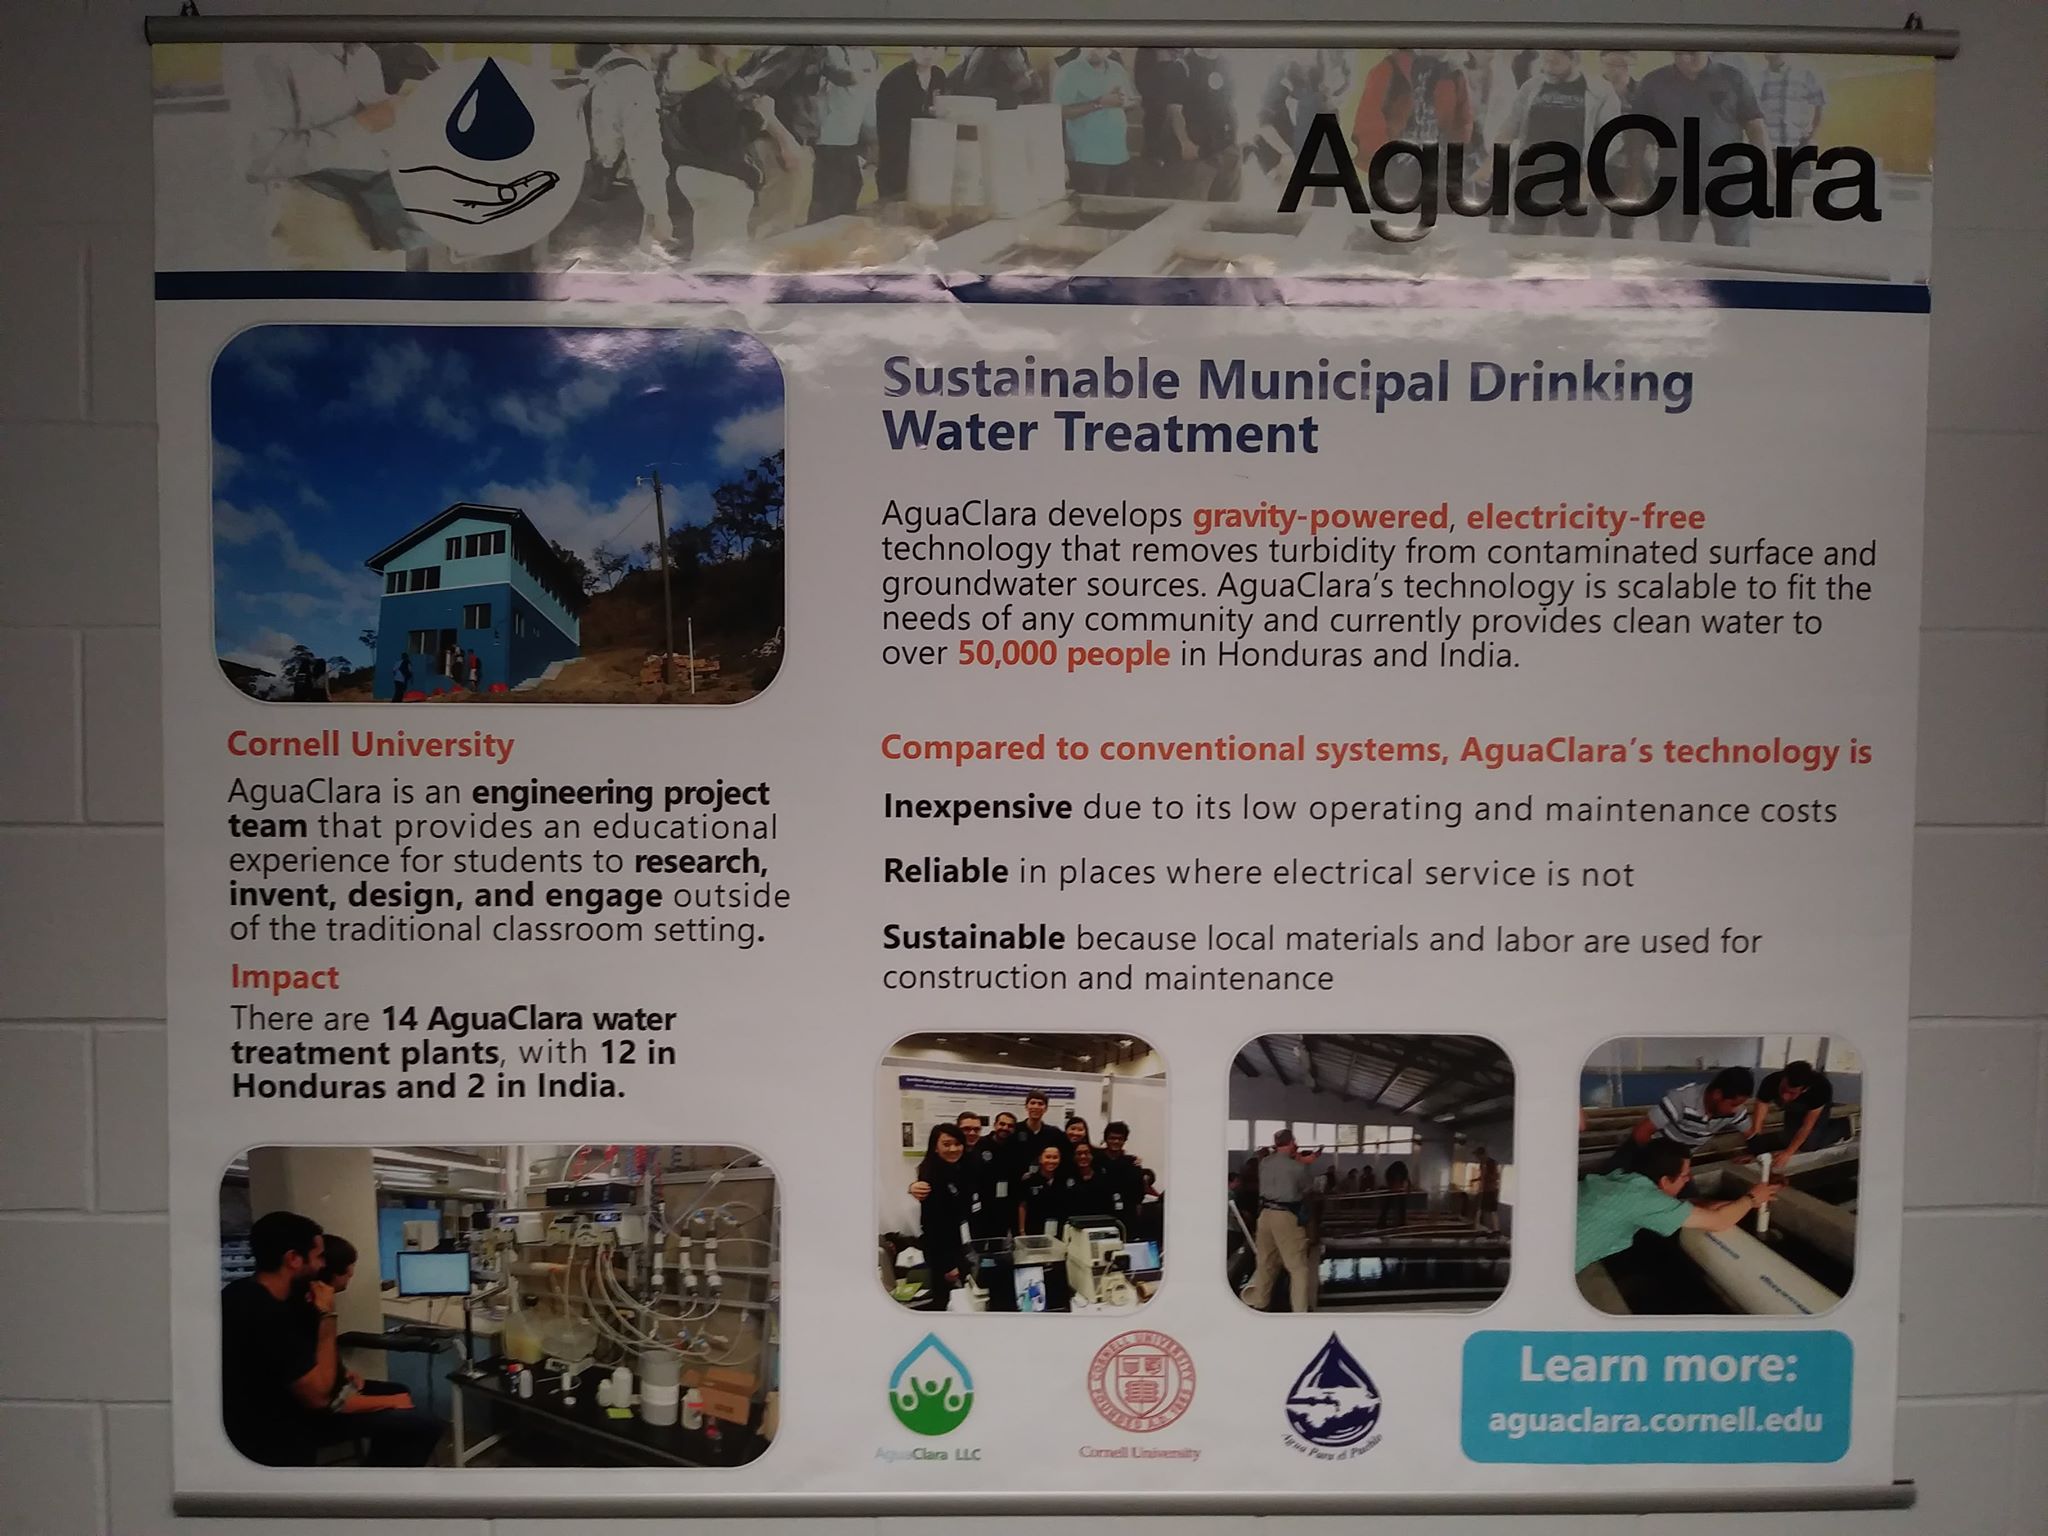 AguaClara
Sustainable Municipal Drinking
Water Treatment
AguaClara develops gravity-powered, electricity-free
technology that removes turbidity from contaminated surface and
groundwater sources. AguaClara's technology is scalable to fit the
needs of any community and currently provides clean water to
over 50,000 people in Honduras and India.
Cornell University
AguaClara is an engineering project
team that provides an educational
experience for students to research,
invent, design, and engage outside
of the traditional classroom setting.
Impact
There are 14 AguaClara water
treatment plants, with 12 in
Honduras and 2 in India.
Compared to conventional systems, AguaClara's technology is
Inexpensive due to its low operating and maintenance costs
Reliable in places where electrical service is not
Sustainable because local materials and labor are used for
construction and maintenance
AguaClara LLC
CORNELL UNIVERSITY
FOUNDED A.D. 1865
Cornell University
Agua Para el Pueblo
Learn more:
aguaclara.cornell.edu